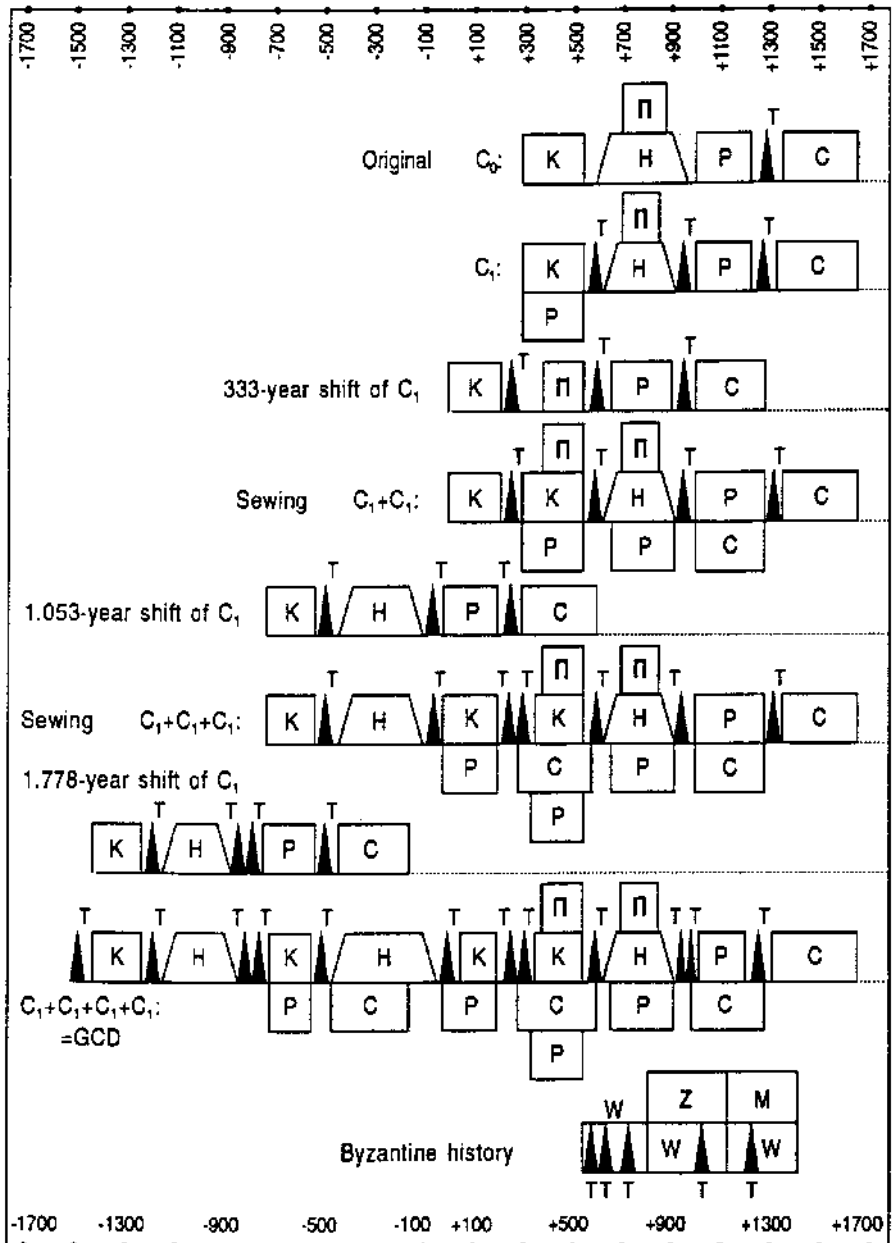 -1700 -1300 -1100 -900 -700 -500 -300 -100 +100 +300 +500 +700 +900 +1100 +1300 +1500 +1700
П T
Original C₀: K H P C
П
T T T
C₁: K H P C
P
T T T
333-year shift of C₁ K П P C
П П
T T T T
Sewing C₁+C₁: K K H P C
P P C
T T T
1.053-year shift of C₁ K H P C
П П
T T T T T T T
Sewing C₁+C₁+C₁: K H K K H P C
P C P C
1.778-year shift of C₁
P
T T T T
K H P C
П П
T T T T T T T T T T T T
K H K H K K H P C
C₁+C₁+C₁+C₁:
P C P C P C
=GCD
P
Z M
W
Byzantine history W W
T T T T T
-1700 -1300 -900 -500 -100 +100 +500 +900 +1300 +1700